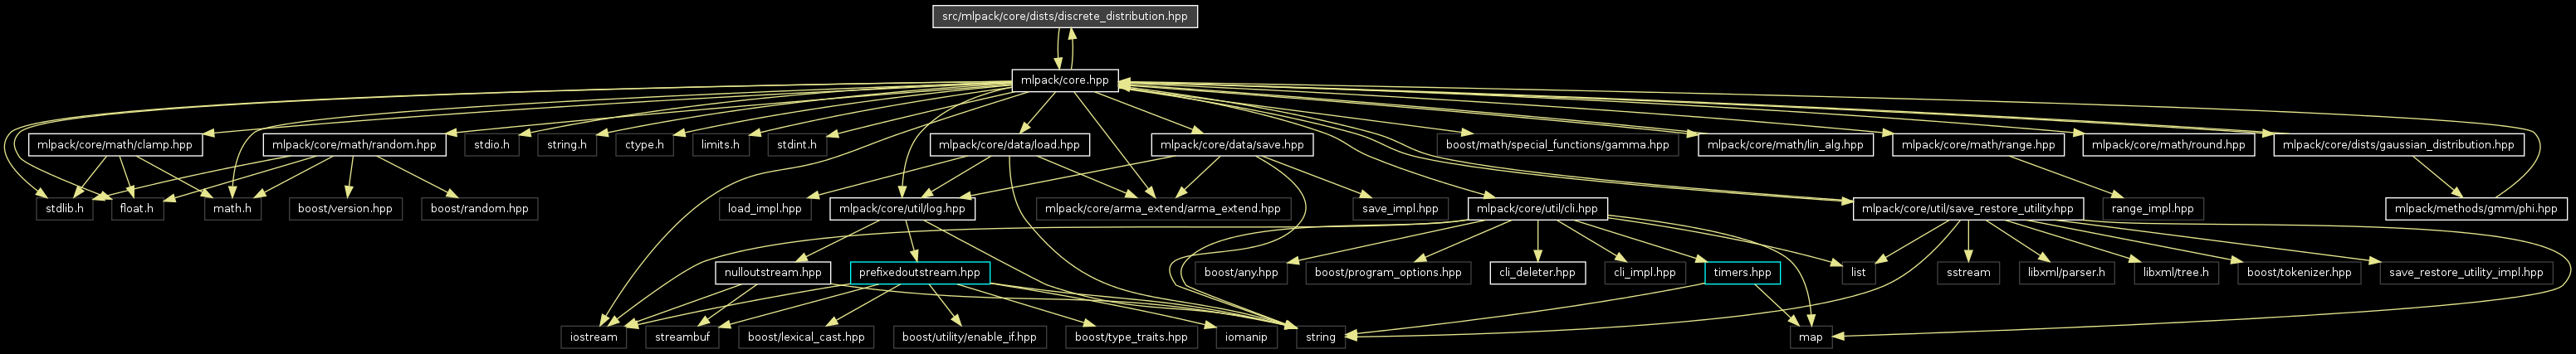 src/mlpack/core/dists/discrete_distribution.hpp
mlpack/core.hpp
mlpack/core/math/clamp.hpp
mlpack/core/math/random.hpp
stdio.h
string.h
ctype.h
limits.h
stdint.h
mlpack/core/data/load.hpp
mlpack/core/data/save.hpp
boost/math/special_functions/gamma.hpp
mlpack/core/math/lin_alg.hpp
mlpack/core/math/range.hpp
mlpack/core/math/round.hpp
mlpack/core/dists/gaussian_distribution.hpp
stdlib.h
float.h
math.h
boost/version.hpp
boost/random.hpp
load_impl.hpp
mlpack/core/util/log.hpp
mlpack/core/arma_extend/arma_extend.hpp
save_impl.hpp
mlpack/core/util/cli.hpp
mlpack/core/util/save_restore_utility.hpp
range_impl.hpp
mlpack/methods/gmm/phi.hpp
nulloutstream.hpp
prefixedoutstream.hpp
boost/any.hpp
boost/program_options.hpp
cli_deleter.hpp
cli_impl.hpp
timers.hpp
list
sstream
libxml/parser.h
libxml/tree.h
boost/tokenizer.hpp
save_restore_utility_impl.hpp
iostream
streambuf
boost/lexical_cast.hpp
boost/utility/enable_if.hpp
boost/type_traits.hpp
iomanip
string
map